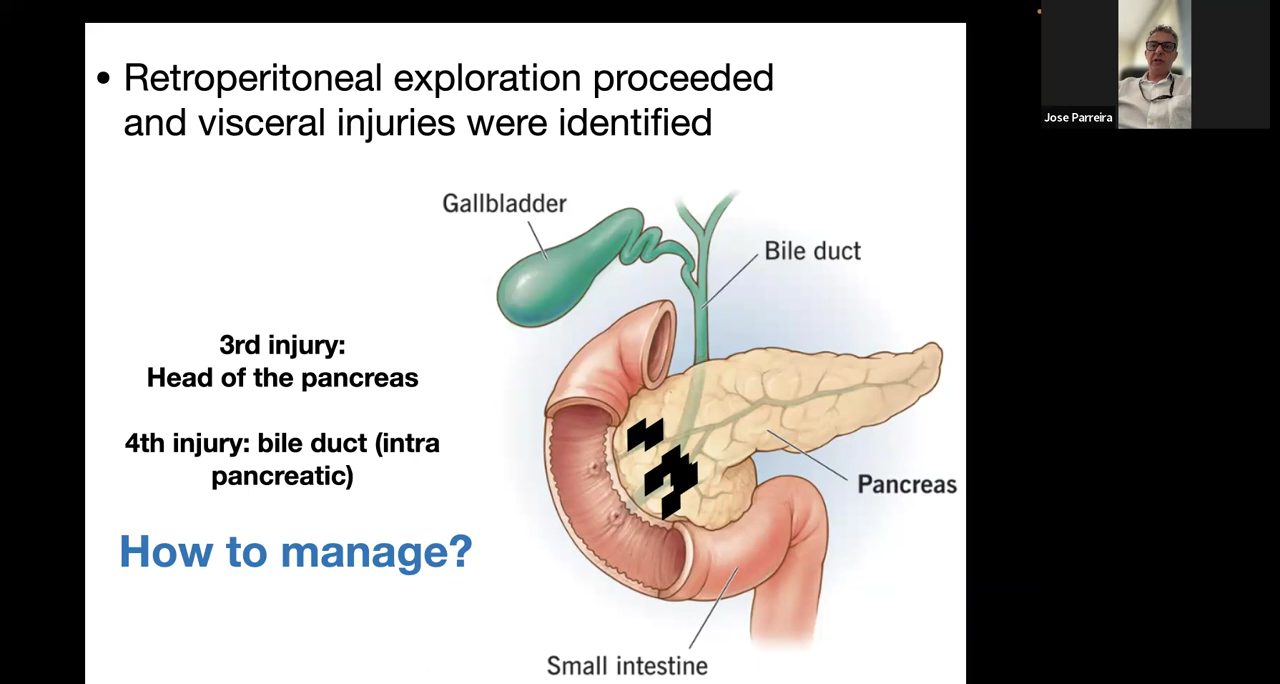 • Retroperitoneal exploration proceeded
and visceral injuries were identified
Gallbladder
Bile duct
3rd injury:
Head of the pancreas
4th injury: bile duct (intra
pancreatic)
Pancreas
How to manage?
Small intestine
Jose Parreira